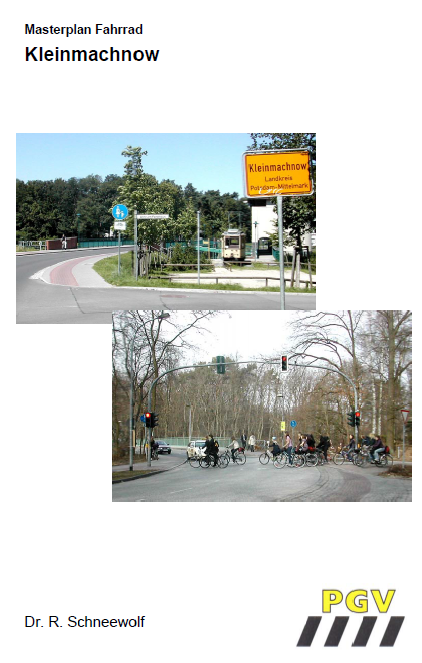 Masterplan Fahrrad
Kleinmachnow
Kleinmachnow
Landkreis
Potsdam-Mittelmark
Dr. R. Schneewolf
PGV